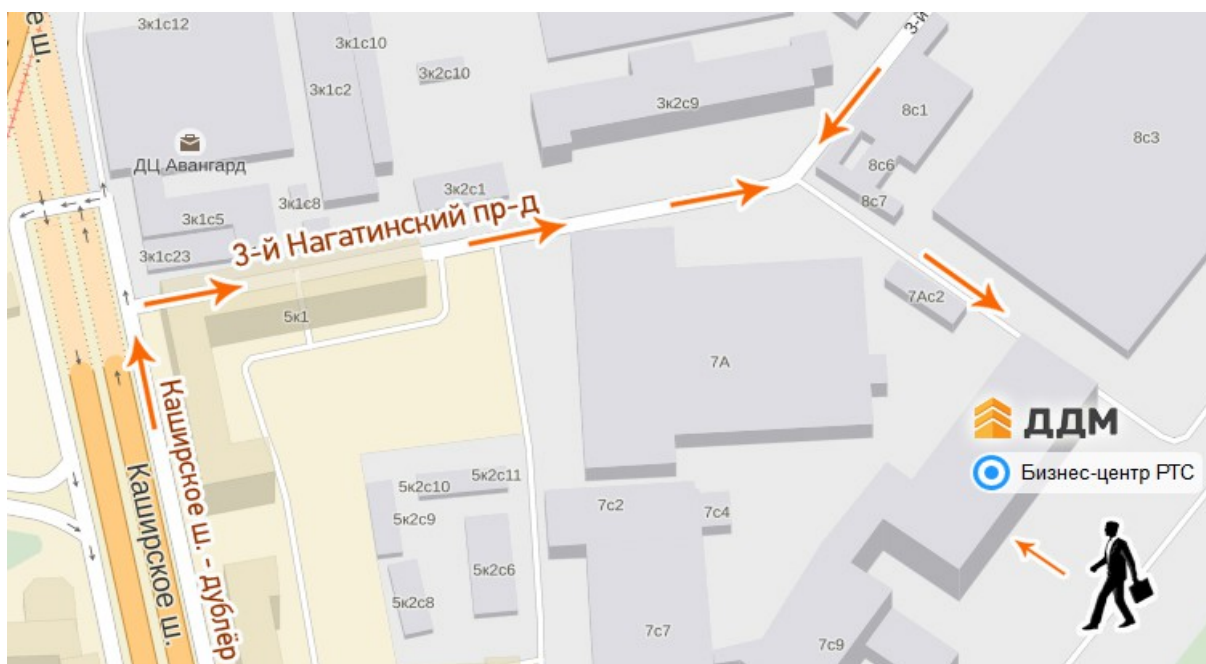 е ш.
3к1с12
3к1с10
3к1с2
3к2с10
3к2с9
3-й
8с1
8с3
ДЦ Авангард
8с6
8с7
3к2с1
3к1с8
3к1с5
3к1с23
3-й Нагатинский пр-д
5к1
7Ас2
7А
Каширское ш. - дублёр
Каширское ш.
ДДМ
Бизнес-центр РТС
5к2с11
5к2с10
5к2с9
7с2
7с4
5к2с6
5к2с8
7с7
7с9